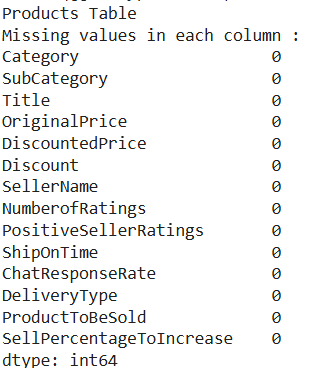 Products Table
Missing values in each column :
Category 0
SubCategory 0
Title 0
OriginalPrice 0
DiscountedPrice 0
Discount 0
SellerName 0
NumberofRatings 0
PositiveSellerRatings 0
ShipOnTime 0
ChatResponseRate 0
DeliveryType 0
ProductToBeSold 0
SellPercentageToIncrease 0
dtype: int64